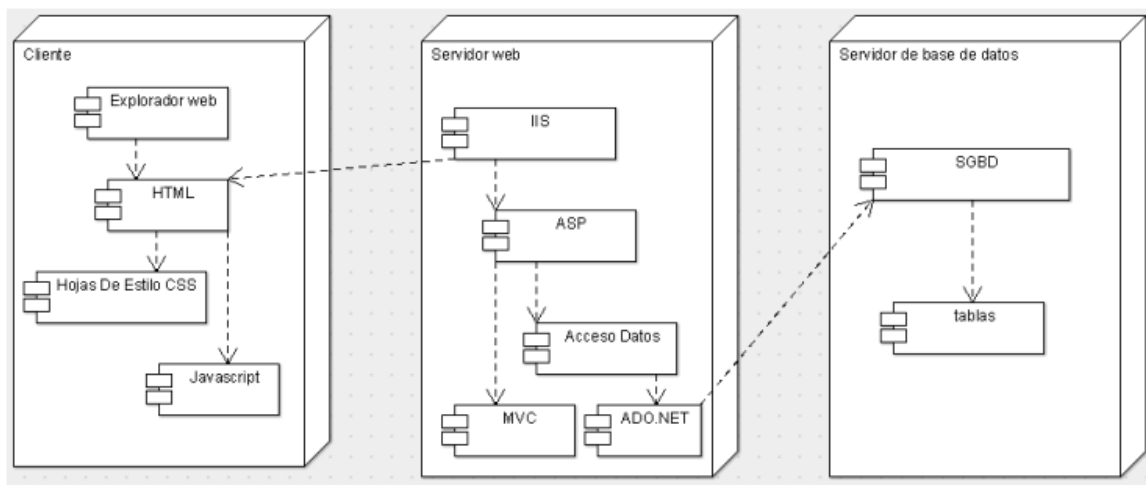 Cliente
Explorador web
HTML
Hojas De Estilo CSS
Javascript
Servidor web
IIS
ASP
Acceso Datos
MVC
ADO.NET
Servidor de base de datos
SGBD
tablas